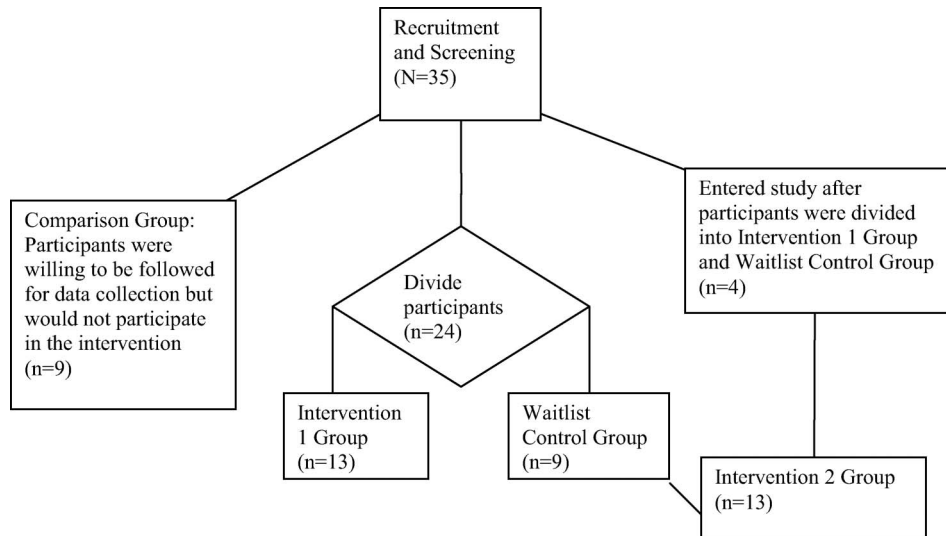 Recruitment
and Screening
(N=35)
Comparison Group:
Participants were
willing to be followed
for data collection but
would not participate
in the intervention
(n=9)
Divide
participants
(n=24)
Entered study after
participants were divided
into Intervention 1 Group
and Waitlist Control Group
(n=4)
Intervention
1 Group
(n=13)
Waitlist
Control Group
(n=9)
Intervention 2 Group
(n=13)